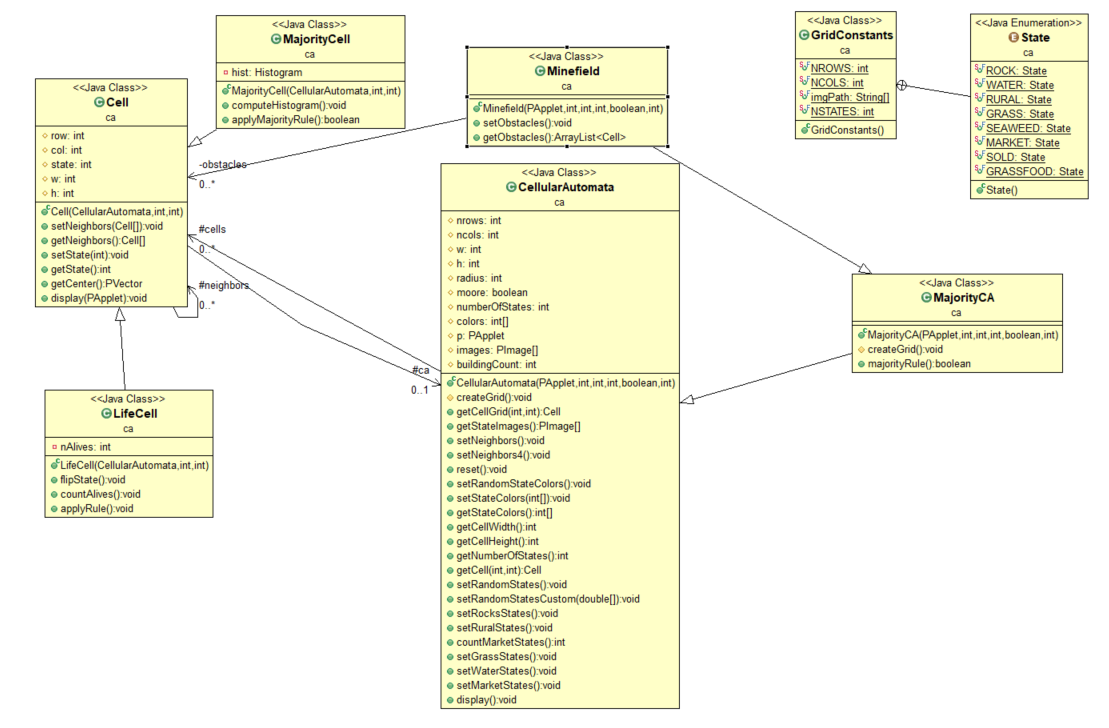 <<Java Class>>
MajorityCell
ca
hist: Histogram
MajorityCell(CellularAutomata,int,int)
computeHistogram():void
applyMajorityRule():boolean
<<Java Class>>
Minefield
ca
Minefield(PApplet,int,int,int,boolean,int)
setObstacles():void
getObstacles():ArrayList<Cell>
<<Java Class>>
GridConstants
ca
NROWS: int
NCOLS: int
imgPath: String[]
NSTATES: int
GridConstants()
<<Java Enumeration>>
State
ca
ROCK: State
WATER: State
RURAL: State
GRASS: State
SEAWEED: State
MARKET: State
SOLD: State
GRASSFOOD: State
State()
<<Java Class>>
Cell
ca
row: int
col: int
state: int
w: int
h: int
Cell(CellularAutomata,int,int)
setNeighbors(Cell[]):void
getNeighbors():Cell[]
setState(int):void
getState():int
getCenter():PVector
display(PApplet):void
-obstacles
0..*
#cells
0..*
#neighbors
0..*
#ca
0..1
<<Java Class>>
CellularAutomata
ca
nrows: int
ncols: int
w: int
h: int
radius: int
moore: boolean
numberOfStates: int
colors: int[]
p: PApplet
images: PImage[]
buildingCount: int
CellularAutomata(PApplet,int,int,int,boolean,int)
createGrid():void
getCellGrid(int,int):Cell
getStateImages():PImage[]
setNeighbors():void
setNeighbors4():void
reset():void
setRandomStateColors():void
setStateColors(int[]):void
getStateColors():int[]
getCellWidth():int
getCellHeight():int
getNumberOfStates():int
getCell(int,int):Cell
setRandomStates():void
setRandomStatesCustom(double[]):void
setRocksStates():void
setRuralStates():void
countMarketStates():int
setGrassStates():void
setWaterStates():void
setMarketStates():void
display():void
<<Java Class>>
MajorityCA
ca
MajorityCA(PApplet,int,int,int,boolean,int)
createGrid():void
majorityRule():boolean
<<Java Class>>
LifeCell
ca
nAlives: int
LifeCell(CellularAutomata,int,int)
flipState():void
countAlives():void
applyRule():void